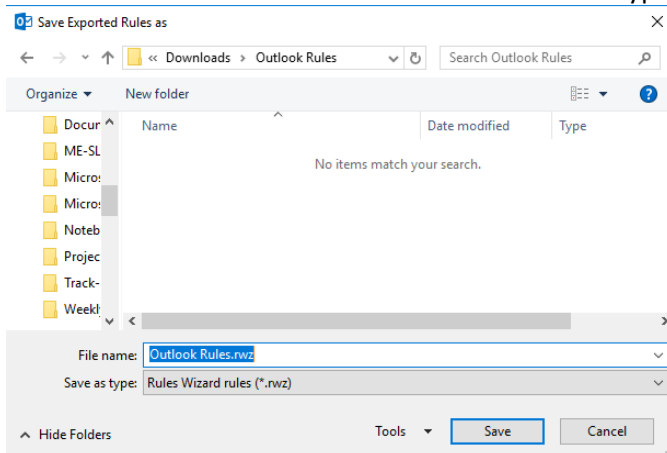 Save Exported Rules as
« Downloads › Outlook Rules
Search Outlook Rules
Organize
New folder
Name
Date modified
Type
Docur
ME-SL
Micro
Micro
Noteb
Projec
Track-
Weekl
No items match your search.
File name: Outlook Rules.rwz
Save as type: Rules Wizard rules (*.rwz)
Hide Folders
Tools
Save
Cancel